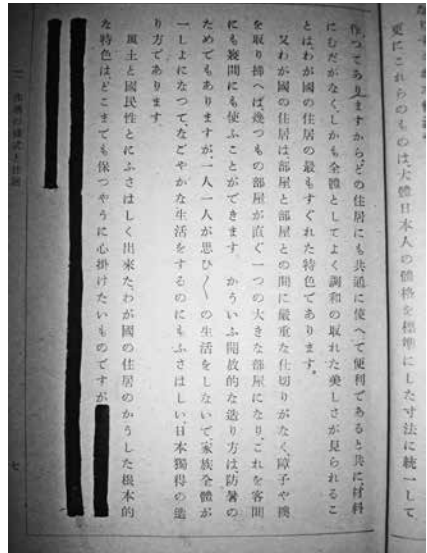 更にこれらのものは、大體日本人の體格を標準にした寸法に統一して
作つてありますから、どの住居にも共通に使へて便利であると共に、材料
にむだがなく、しかも全體としてよく調和の取れた美しさが見られるこ
とはわが國の住居の最もすぐれた特色であります。
又わが國の住居は部屋と部屋との間に嚴重な仕切りがなく、障子や襖
を取り拂へば幾つもの部屋が直ぐ一つの大きな部屋になり、これを客間
にも寢間にも使ふことができます かういふ開放的な造り方は、防暑の
ためでもありますが、一人一人が思ひ〳〵の生活をしないで、家族全體が
一しよになつて、なごやかな生活をするのにもふさはしい、日本獨得の造
り方であります。
風土と國民性とにふさはしく出來た、わが國の住居のかうした根本的
な特色は、どこまでも保つやうに心掛けたいものですが
七